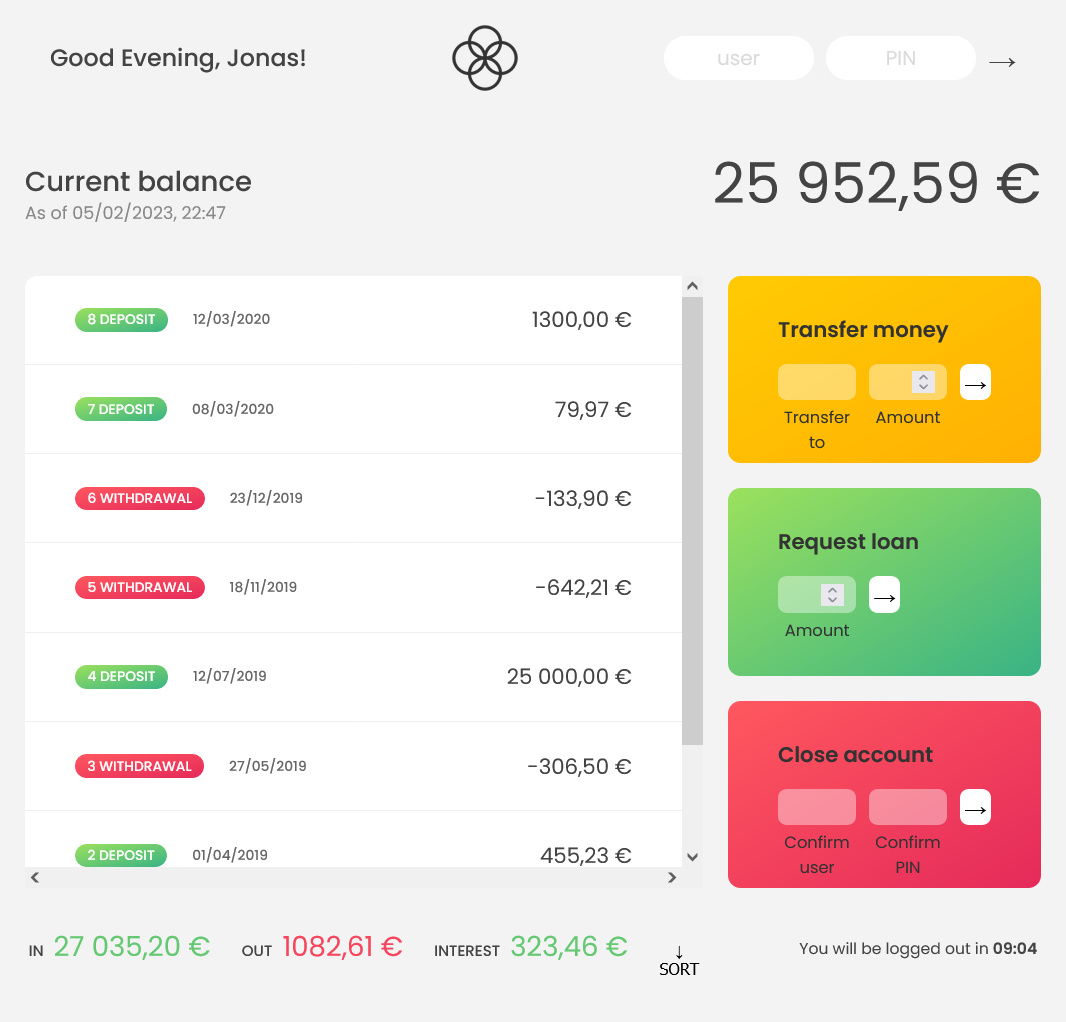 Good Evening, Jonas!
user
PIN
→
Current balance
As of 05/02/2023, 22:47
25 952,59 €
8 DEPOSIT 12/03/2020 1300,00 €
7 DEPOSIT 08/03/2020 79,97 €
6 WITHDRAWAL 23/12/2019 -133,90 €
5 WITHDRAWAL 18/11/2019 -642,21 €
4 DEPOSIT 12/07/2019 25 000,00 €
3 WITHDRAWAL 27/05/2019 -306,50 €
2 DEPOSIT 01/04/2019 455,23 €
Transfer money
→
Transfer
to
Amount
Request loan
→
Amount
Close account
→
Confirm
user
Confirm
PIN
IN 27 035,20 € OUT 1082,61 € INTEREST 323,46 €
↓
SORT
You will be logged out in 09:04